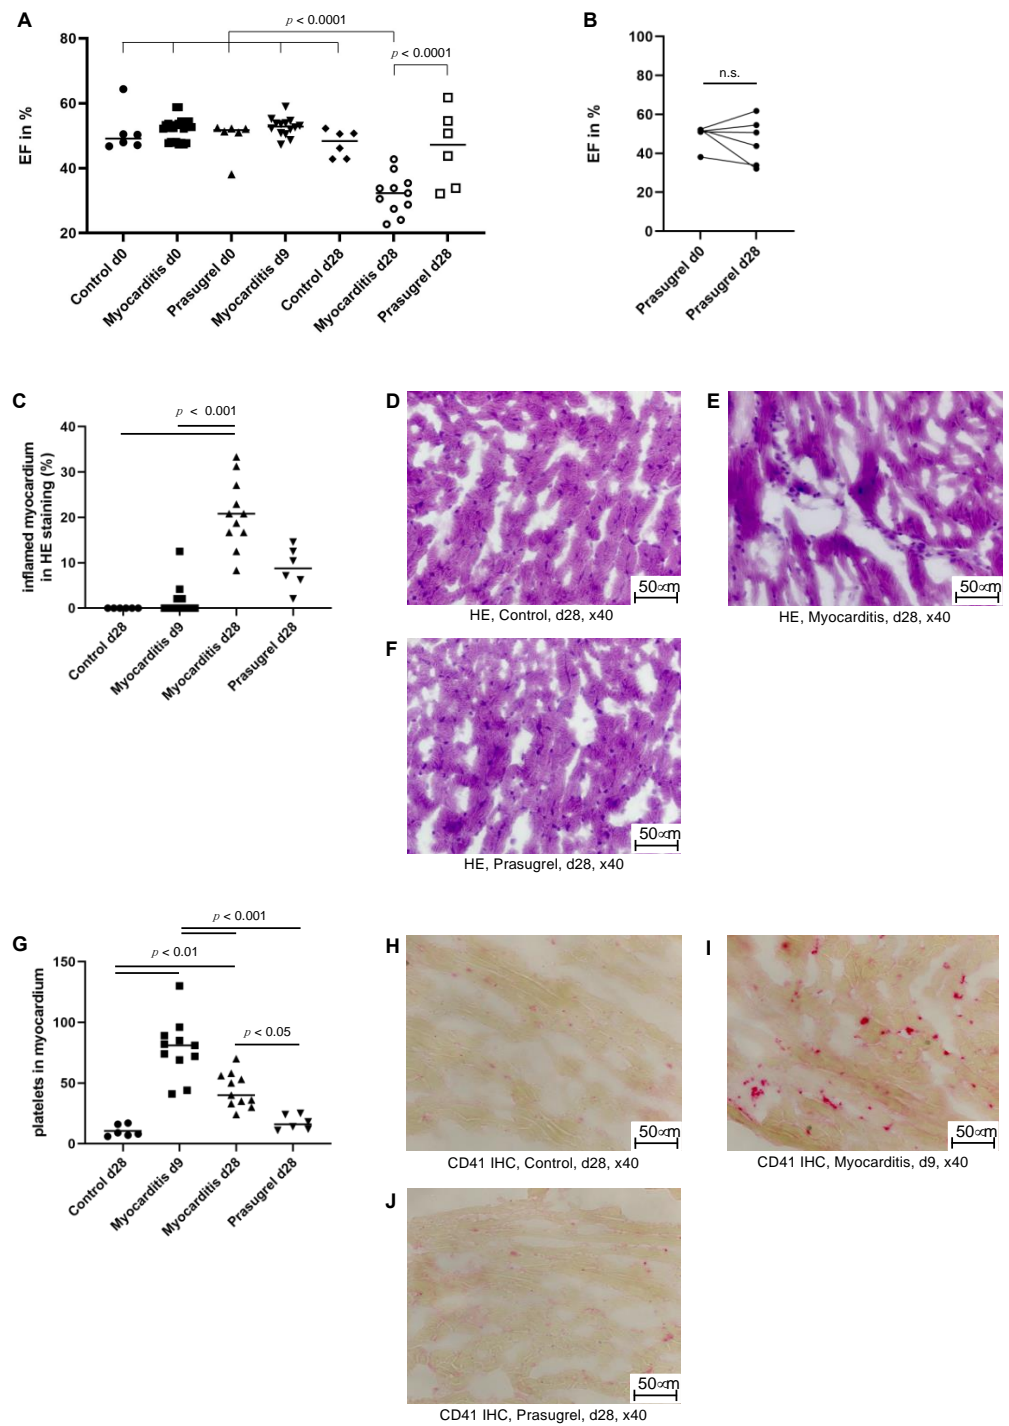 A
p < 0.0001
p < 0.0001
EF in %
80
60
40
20
Control d0
Myocarditis d0
Prasugrel d0
Myocarditis d9
Control d28
Myocarditis d28
Prasugrel d28
B
n.s.
EF in %
100
80
60
40
20
0
Prasugrel d0
Prasugrel d28
C
p < 0.001
inflamed myocardium
in HE staining (%)
40
30
20
10
0
Control d28
Myocarditis d9
Myocarditis d28
Prasugrel d28
D
50∝m
HE, Control, d28, x40
E
50∝m
HE, Myocarditis, d28, x40
F
50∝m
HE, Prasugrel, d28, x40
G
p < 0.001
p < 0.01
p < 0.05
platelets in myocardium
150
100
50
0
Control d28
Myocarditis d9
Myocarditis d28
Prasugrel d28
H
50∝m
CD41 IHC, Control, d28, x40
I
50∝m
CD41 IHC, Myocarditis, d9, x40
J
50∝m
CD41 IHC, Prasugrel, d28, x40